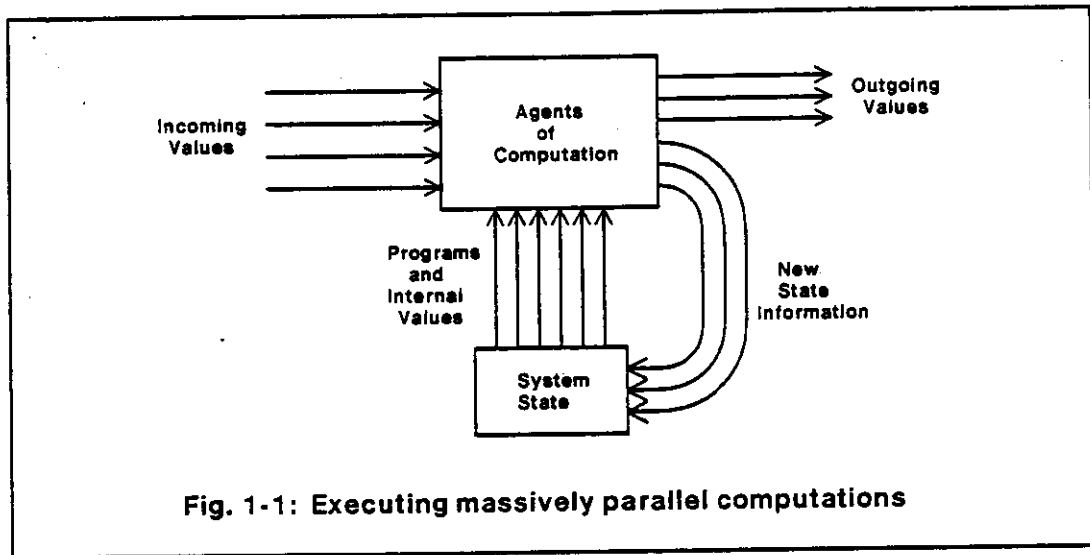 Incoming
Values
Agents
of
Computation
Outgoing
Values
Programs
and
Internal
Values
New
State
Information
System
State
Fig. 1-1: Executing massively parallel computations